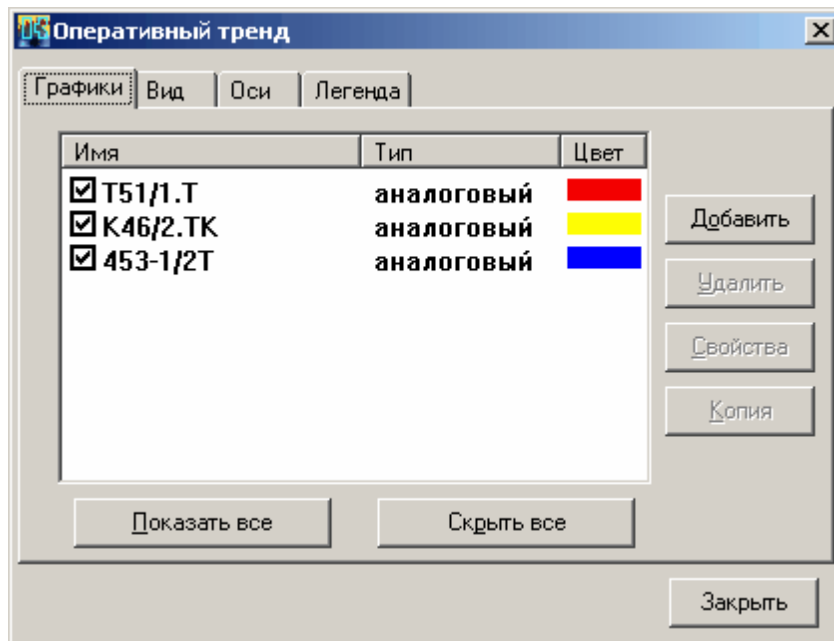 Оперативный тренд
Графики Вид Оси Легенда
Имя Тип Цвет
T51/1.T аналоговый
K46/2.TK аналоговый
453-1/2T аналоговый
Добавить
Удалить
Свойства
Копия
Показать все Скрыть все
Закрыть